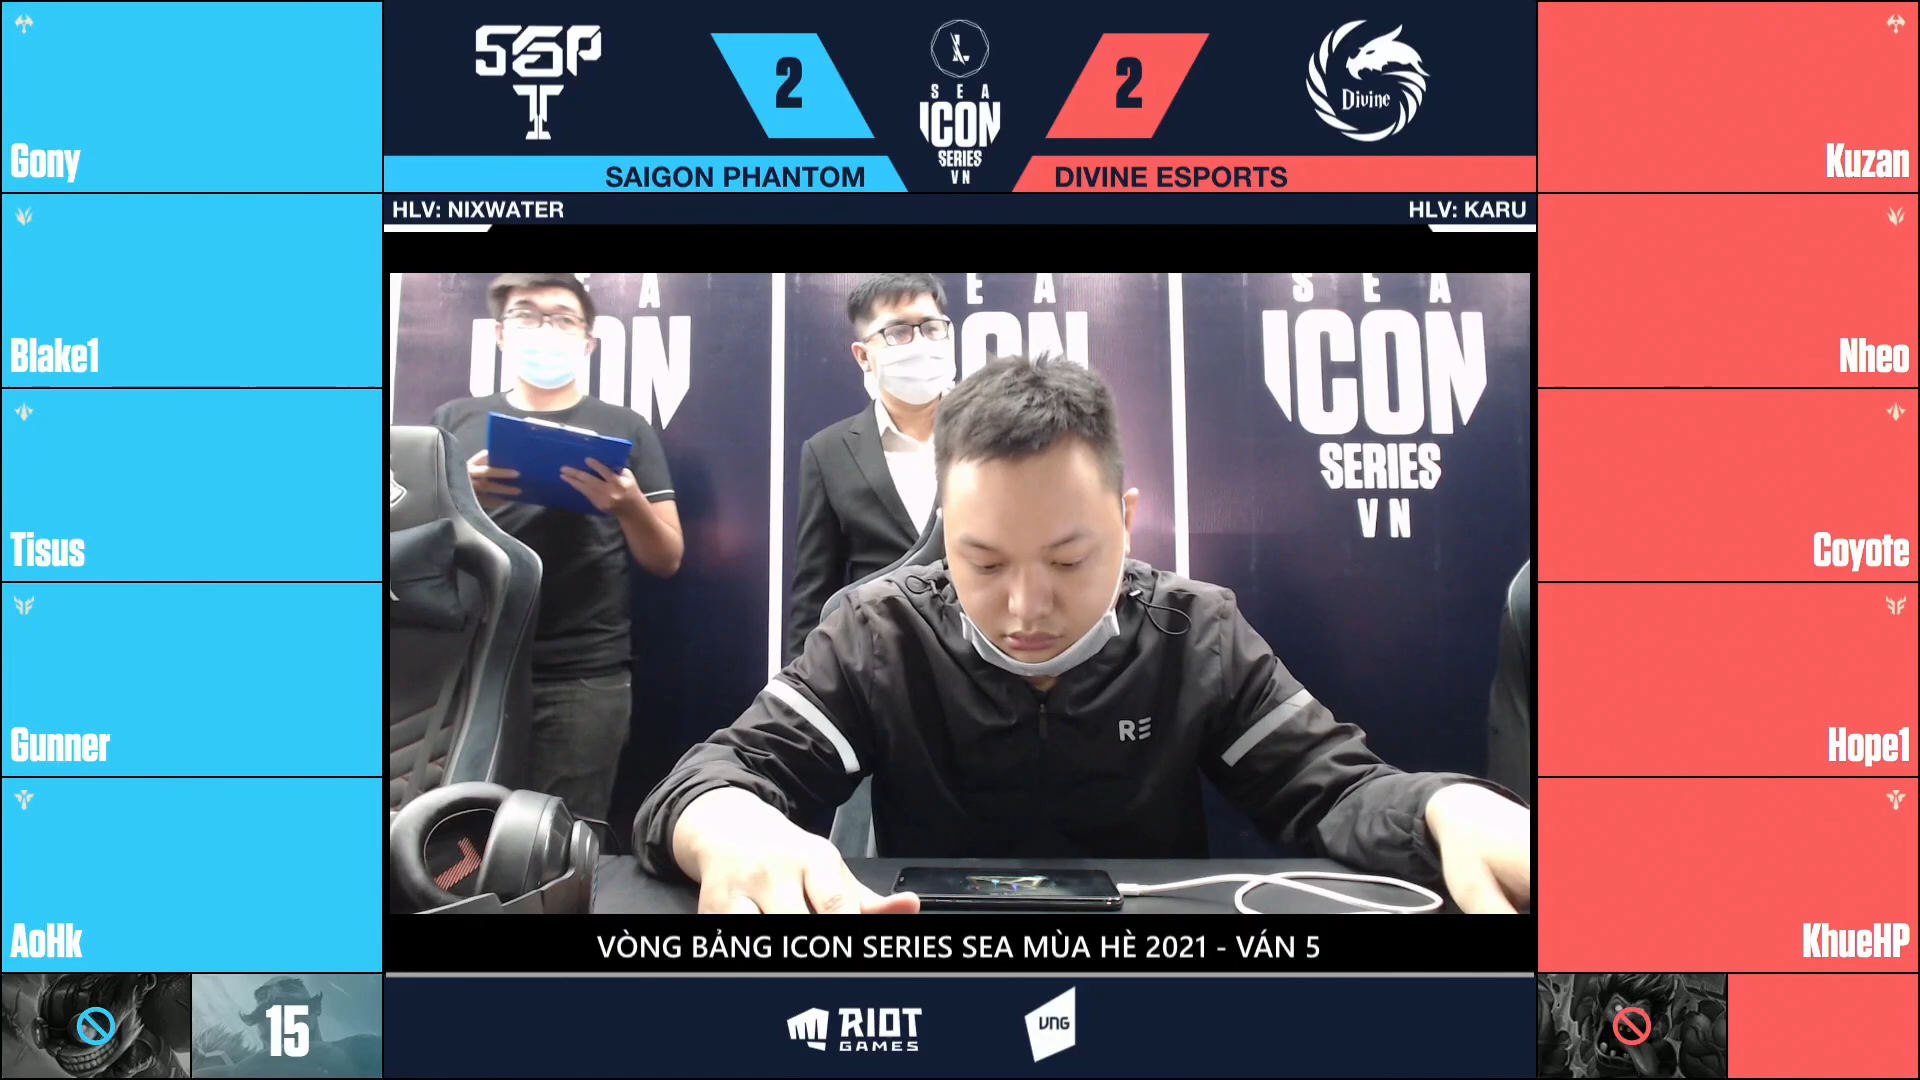 Gony
Blake1
Tisus
Gunner
AoHk
15
SGP
T
2
SEA
ICON
SERIES
VN
2
Divine
SAIGON PHANTOM
DIVINE ESPORTS
HLV: NIXWATER
HLV: KARU
E A
ICON
E A
ICON
SEA
ICON
SERIES
VN
RE
VÒNG BẢNG ICON SERIES SEA MÙA HÈ 2021 - VÁN 5
RIOT
GAMES
VNG
Kuzan
Nheo
Coyote
Hope1
KhueHP